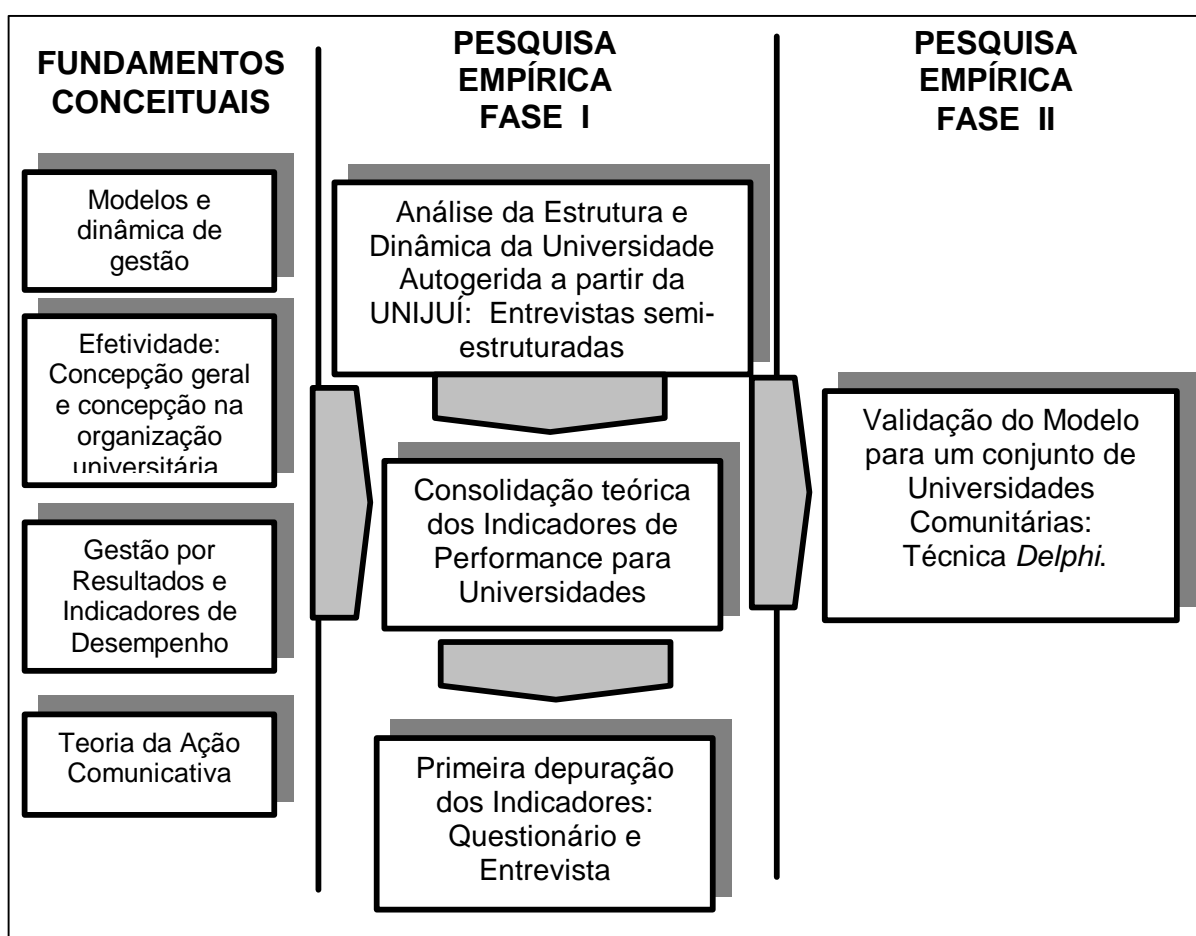 FUNDAMENTOS
CONCEITUAIS
Modelos e
dinâmica de
gestão
Efetividade:
Concepção geral
e concepção na
organização
universitária
Gestão por
Resultados e
Indicadores de
Desempenho
Teoria da Ação
Comunicativa
PESQUISA
EMPÍRICA
FASE I
Análise da Estrutura e
Dinâmica da Universidade
Autogerida a partir da
UNIJUÍ: Entrevistas semi-
estruturadas
Consolidação teórica
dos Indicadores de
Performance para
Universidades
Primeira depuração
dos Indicadores:
Questionário e
Entrevista
PESQUISA
EMPÍRICA
FASE II
Validação do Modelo
para um conjunto de
Universidades
Comunitárias:
Técnica Delphi.